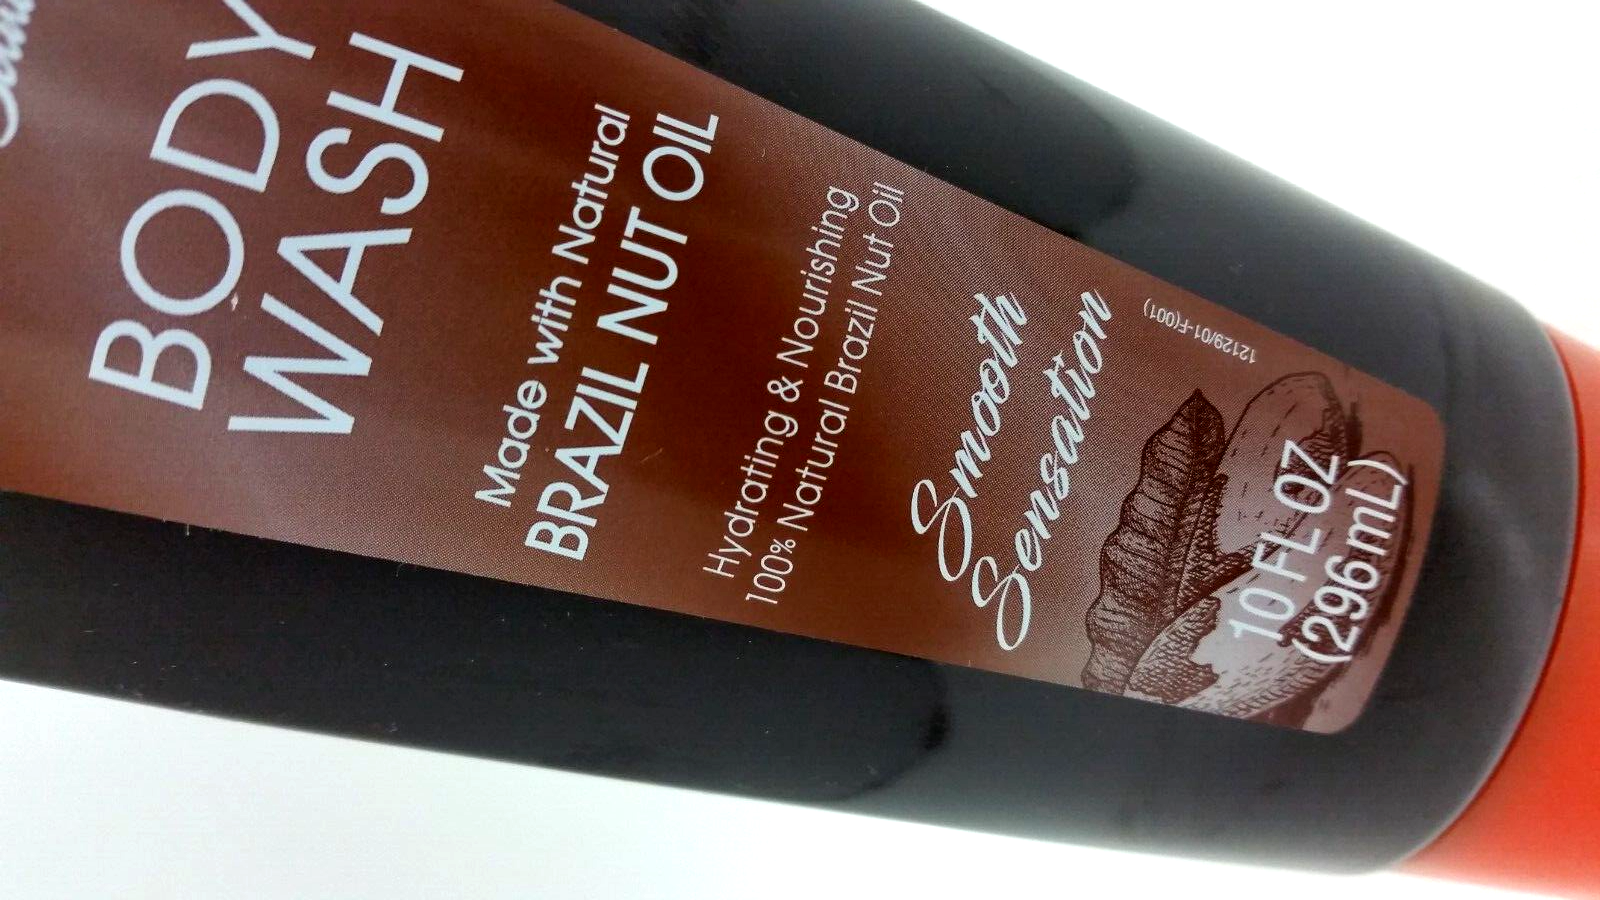 BODY
WASH
Made with Natural
BRAZIL NUT OIL
Hydrating & Nourishing
100% Natural Brazil Nut Oil
Smooth
Sensation
12129/01-F(001)
10 FL OZ
(296 mL)